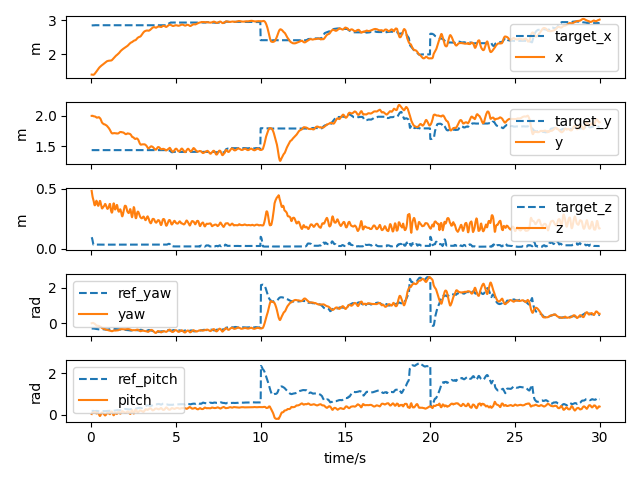 3
2
m
target_x
x
2.0
1.5
m
target_y
y
0.5
0.0
m
target_z
z
2
0
rad
ref_yaw
yaw
2
0
rad
ref_pitch
pitch
0 5 10 15 20 25 30
time/s